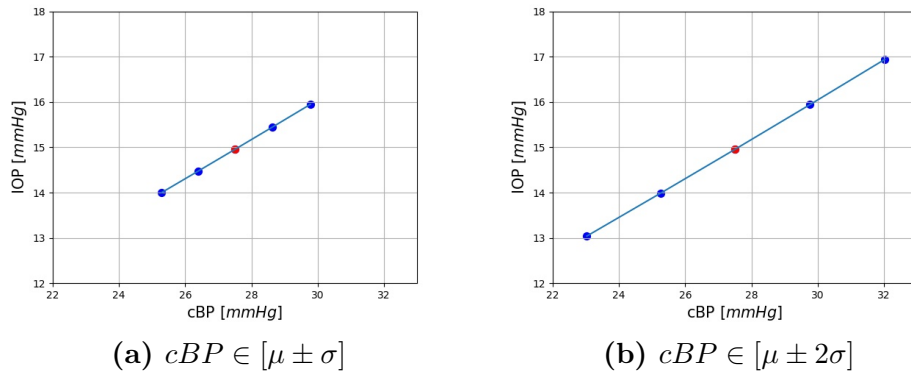 18
17
16
15
14
13
12
IOP [mmHg]
22 24 26 28 30 32
cBP [mmHg]
(a) cBP ∈ [μ ± σ]
18
17
16
15
14
13
12
IOP [mmHg]
22 24 26 28 30 32
cBP [mmHg]
(b) cBP ∈ [μ ± 2σ]